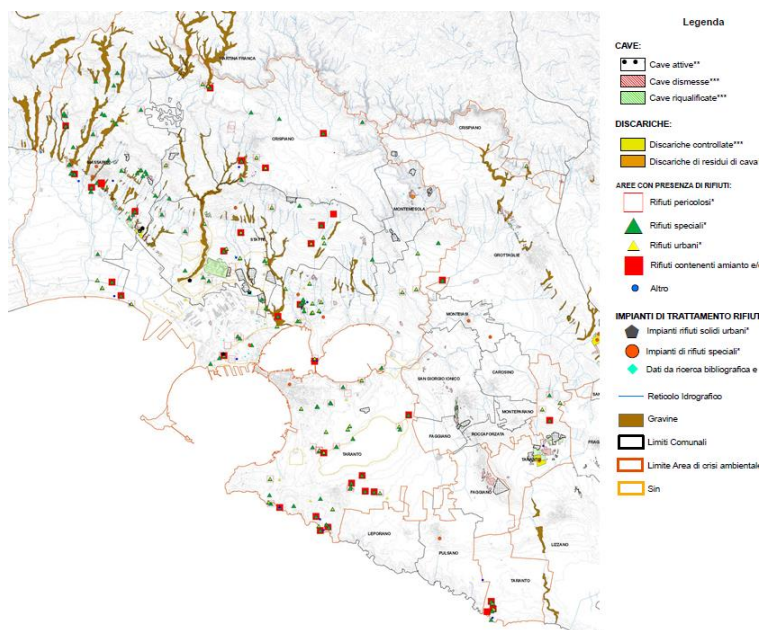 MARTINA FRANCA
CRISPIANO
CRISPIANO
MASSAFRA
MONTEMESOLA
STATTE
GROTTAGLIE
MONTEIASI
CAROSINO
SAN GIORGIO IONICO
MONTEPARANO
FAGGIANO
ROCCAFORZATA
TARANTO
TARANTO
FAGGIANO
LEPORANO
PULSANO
LIZZANO
TARANTO
Legenda
CAVE:
Cave attive**
Cave dismesse***
Cave riqualificate***
DISCARICHE:
Discariche controllate***
Discariche di residui di cava
AREE CON PRESENZA DI RIFIUTI:
Rifiuti pericolosi*
Rifiuti speciali*
Rifiuti urbani*
Rifiuti contenenti amianto e/o
Altro
IMPIANTI DI TRATTAMENTO RIFIUT
Impianti rifiuti solidi urbani*
Impianti di rifiuti speciali*
Dati da ricerca bibliografica e
Reticolo Idrografico
Gravine
Limiti Comunali
Limite Area di crisi ambientale
Sin